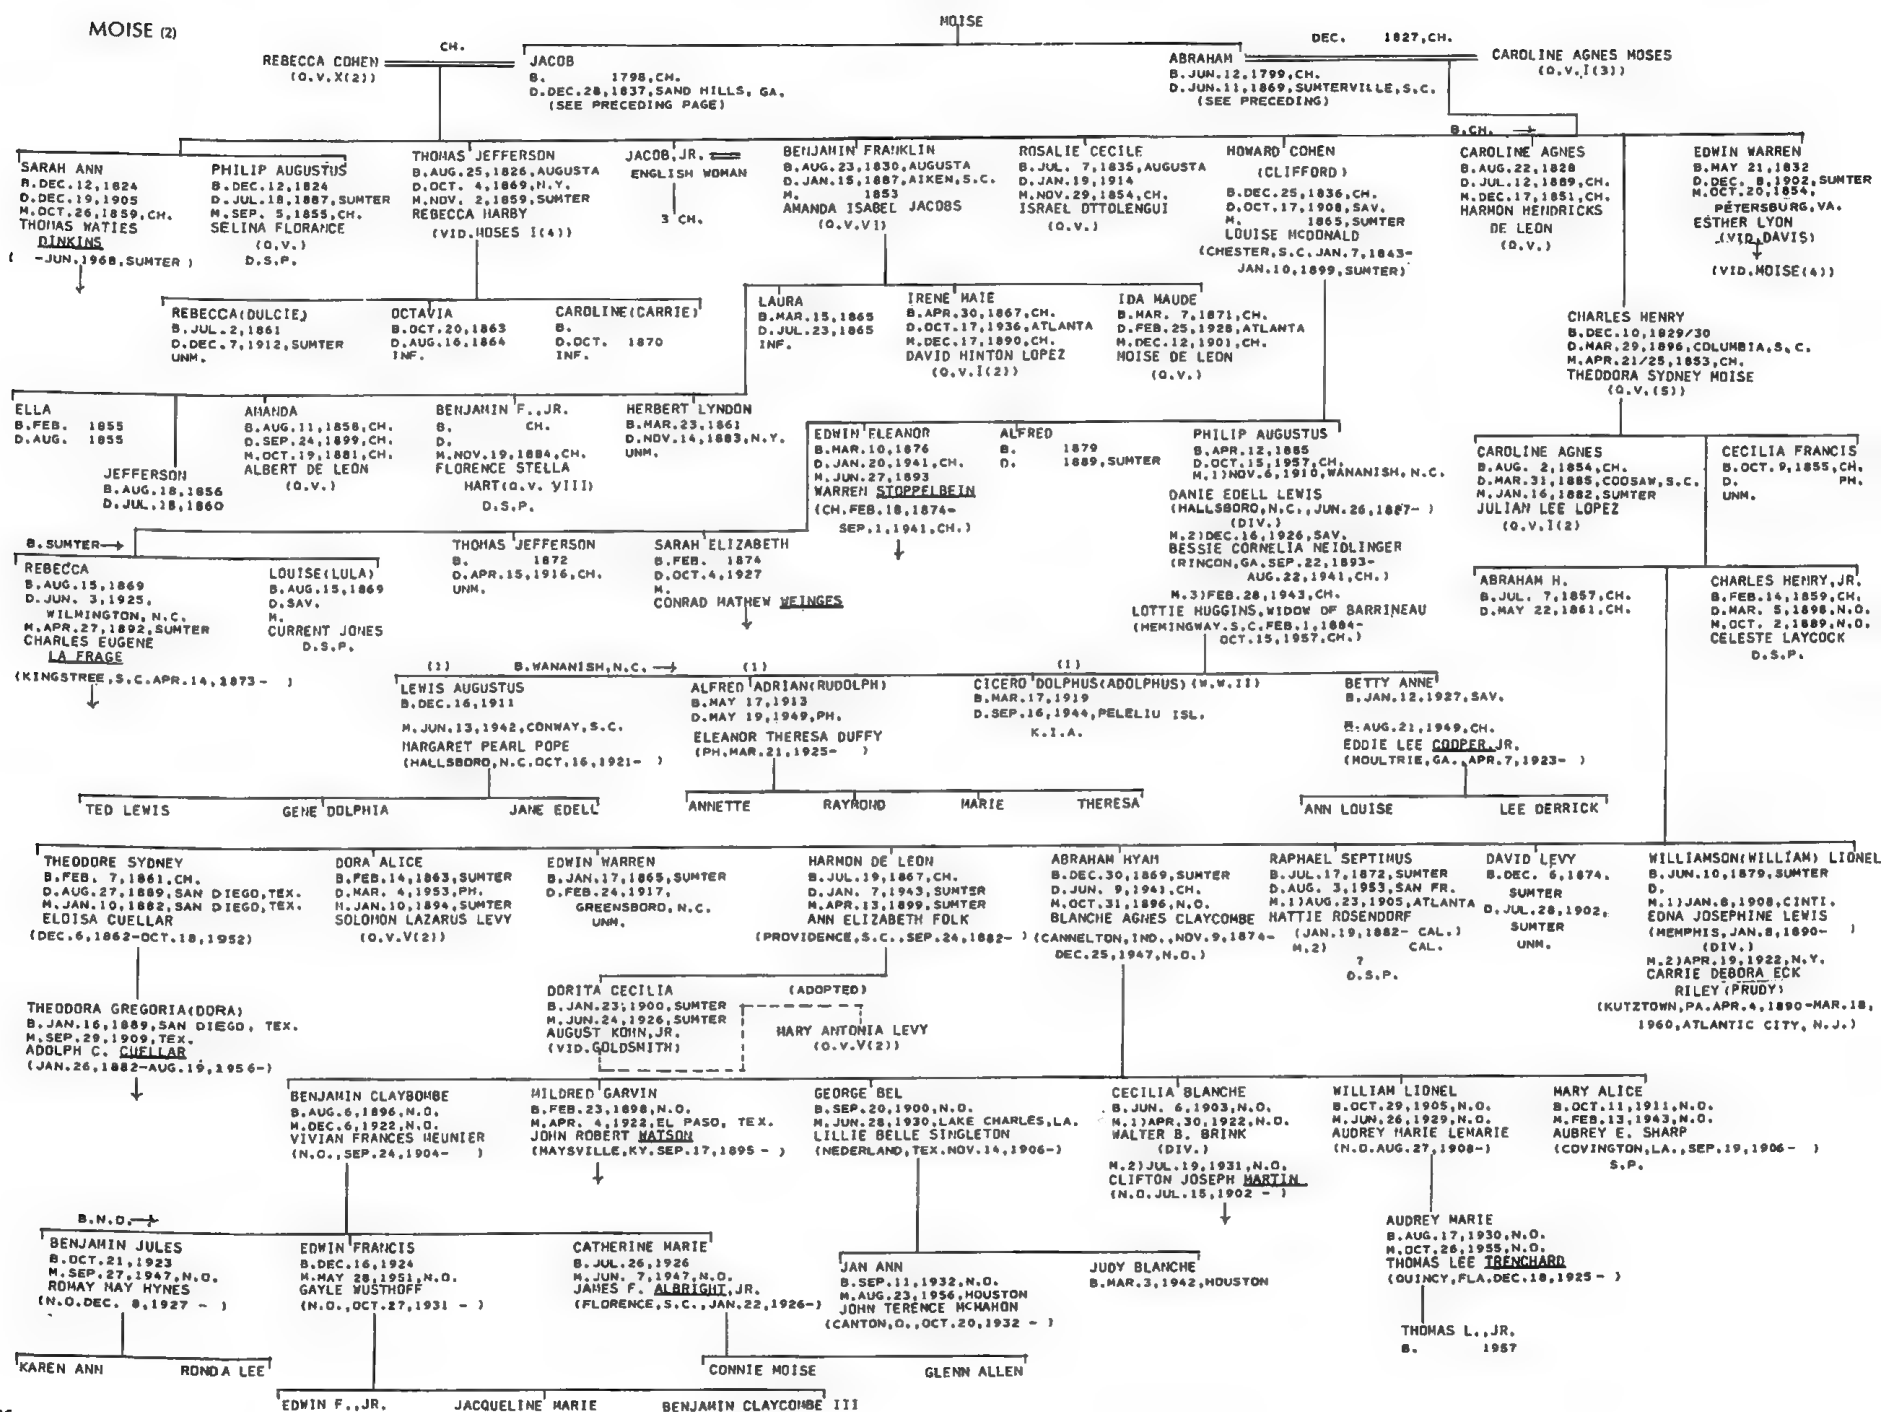 MOISE (2)
MOISE
CH.
DEC. 1827,CH.
REBECCA COHEN
(Q.V.X(2))
JACOB
B. 1798,CH.
D.DEC.28,1837,SAND HILLS, GA.
(SEE PRECEDING PAGE)
ABRAHAM
B.JUN.12,1799,CH.
D.JUN.11,1869,SUMTERVILLE,S.C.
(SEE PRECEDING)
CAROLINE AGNES MOSES
(Q.V.I(3))
B.CH. →
SARAH ANN
B.DEC.12,1824
D.DEC.19,1905
M.OCT.26,1859,CH.
THOMAS WATIES
DINKINS
( -JUN.1968,SUMTER )
PHILIP AUGUSTUS
B.DEC.12,1824
D.JUL.18,1887,SUMTER
M.SEP. 5,1855,CH.
SELINA FLORANCE
(Q.V.)
D.S.P.
THOMAS JEFFERSON
B.AUG.25,1826,AUGUSTA
D.OCT. 4,1869,N.Y.
M.NOV. 2,1859,SUMTER
REBECCA HARBY
(VID.MOSES I(4))
JACOB,JR.
ENGLISH WOMAN
3 CH.
BENJAMIN FRANKLIN
B.AUG.23,1830,AUGUSTA
D.JAN.15,1887,AIKEN,S.C.
M. 1853
AMANDA ISABEL JACOBS
(Q.V.VI)
ROSALIE CECILE
B.JUL. 7,1835,AUGUSTA
D.JAN.19,1914
M.NOV.29,1854,CH.
ISRAEL OTTOLENGUI
(Q.V.)
HOWARD COHEN
(CLIFFORD)
B.DEC.25,1836,CH.
D.OCT.17,1908,SAV.
M. 1865,SUMTER
LOUISE MCDONALD
(CHESTER,S.C.JAN.7,1843-
JAN.10,1899,SUMTER)
CAROLINE AGNES
B.AUG.22,1828
D.JUL.12,1889,CH.
M.DEC.17,1851,CH.
HARMON HENDRICKS
DE LEON
(Q.V.)
EDWIN WARREN
B.MAY 21,1832
D.DEC. 8,1902,SUMTER
M.OCT.20,1854,
PETERSBURG,VA.
ESTHER LYON
(VID.DAVIS)
(VID.MOISE(4))
REBECCA(DULCIE)
B.JUL.2,1861
D.DEC.7,1912,SUMTER
UNM.
OCTAVIA
B.OCT.20,1863
D.AUG.16,1864
INF.
CAROLINE(CARRIE)
B.
D.OCT. 1870
INF.
LAURA
B.MAR.15,1865
D.JUL.23,1865
INF.
IRENE MAIE
B.APR.30,1867,CH.
D.OCT.17,1936,ATLANTA
M.DEC.17,1890,CH.
DAVID HINTON LOPEZ
(Q.V.I(2))
IDA MAUDE
B.MAR. 7,1871,CH.
D.FEB.25,1928,ATLANTA
M.DEC.12,1901,CH.
MOISE DE LEON
(Q.V.)
CHARLES HENRY
B.DEC.10,1829/30
D.MAR.29,1896,COLUMBIA,S.C.
M.APR.21/25,1853,CH.
THEODORA SYDNEY MOISE
(Q.V.(5))
ELLA
B.FEB. 1855
D.AUG. 1855
JEFFERSON
B.AUG.18,1856
D.JUL.18,1860
AMANDA
B.AUG.11,1858,CH.
D.SEP.24,1899,CH.
M.OCT.19,1881,CH.
ALBERT DE LEON
(Q.V.)
BENJAMIN F.,JR.
B. CH.
D.
M.NOV.19,1884,CH.
FLORENCE STELLA
HART(Q.V. VIII)
D.S.P.
HERBERT LYNDON
B.MAR.23,1861
D.NOV.14,1883,N.Y.
UNM.
EDWIN ELEANOR
B.MAR.10,1876
D.JAN.20,1941,CH.
M.JUN.27,1893
WARREN STOPPELBEIN
(CH.FEB.18,1874-
SEP.1,1941,CH.)
ALFRED
B. 1879
D. 1889,SUMTER
PHILIP AUGUSTUS
B.APR.12,1885
D.OCT.15,1957,CH.
M.1)NOV.6,1910,WANANISH,N.C.
DANIE EDELL LEWIS
(HALLSBORO,N.C.,JUN.26,1887- )
(DIV.)
M.2)DEC.16,1926,SAV.
BESSIE CORNELIA NEIDLINGER
(RINCON,GA.SEP.22,1893-
AUG.22,1941,CH.)
M.3)FEB.28,1943,CH.
LOTTIE HUGGINS,WIDOW OF BARRINEAU
(HEMINGWAY.S.C.FEB.1,1884-
OCT.15,1957,CH.)
CAROLINE AGNES
B.AUG. 2,1854,CH.
D.MAR.31,1885,COOSAW,S.C.
M.JAN.16,1882,SUMTER
JULIAN LEE LOPEZ
(Q.V.I(2)
CECILIA FRANCIS
B.OCT.9,1855,CH.
D. PH.
UNM.
B.SUMTER→
REBECCA
B.AUG.15,1869
D.JUN. 3,1925,
WILMINGTON, N.C.
M.APR.27,1892,SUMTER
CHARLES EUGENE
LA FRAGE
(KINGSTREE,S.C.APR.14,1873- )
LOUISE(LULA)
B.AUG.15,1869
D.SAV.
M.
CURRENT JONES
D.S.P.
THOMAS JEFFERSON
B. 1872
D.APR.15,1916,CH.
UNM.
SARAH ELIZABETH
B.FEB. 1874
D.OCT.4,1927
M.
CONRAD MATHEW WEINGES
ABRAHAM H.
B.JUL. 7,1857,CH.
D.MAY 22,1861,CH.
CHARLES HENRY,JR.
B.FEB.14,1859,CH.
D.MAR. 5,1898,N.O.
M.OCT. 2,1889,N.O.
CELESTE LAYCOCK
D.S.P.
(1) B.WANANISH,N.C. → (1) (1)
LEWIS AUGUSTUS
B.DEC.16,1911
M.JUN.13,1942,CONWAY,S.C.
MARGARET PEARL POPE
(HALLSBORO,N.C.OCT.16,1921- )
ALFRED ADRIAN(RUDOLPH)
B.MAY 17,1913
D.MAY 19,1949,PH.
ELEANOR THERESA DUFFY
(PH.MAR.21,1925- )
CICERO DOLPHUS(ADOLPHUS)(W.W.II)
B.MAR.17,1919
D.SEP.16,1944,PELELIU ISL.
K.I.A.
BETTY ANNE
B.JAN.12,1927,SAV.
AUG.21,1949,CH.
EDDIE LEE COOPER,JR.
(MOULTRIE,GA.,APR.7,1923- )
TED LEWIS GENE DOLPHIA JANE EDELL
ANNETTE RAYMOND MARIE THERESA
ANN LOUISE LEE DERRICK
THEODORE SYDNEY
B.FEB. 7,1861,CH.
D.AUG.27,1889,SAN DIEGO,TEX.
M.JAN.10,1882,SAN DIEGO,TEX.
ELOISA CUELLAR
(DEC.6,1862-OCT.18,1952)
DORA ALICE
B.FEB.14,1863,SUMTER
D.MAR. 4,1953,PH.
M.JAN.10,1894,SUMTER
SOLOMON LAZARUS LEVY
(Q.V.V(2))
EDWIN WARREN
B.JAN.17,1865,SUMTER
D.FEB.24,1917,
GREENSBORO, N.C.
UNM.
HARMON DE LEON
B.JUL.19,1867,CH.
D.JAN. 7,1943,SUMTER
M.APR.13,1899,SUMTER
ANN ELIZABETH FOLK
(PROVIDENCE,S.C.,SEP.24,1882- )
ABRAHAM HYAM
B.DEC.30,1869,SUMTER
D.JUN. 9,1941,CH.
M.OCT.31,1896,N.O.
BLANCHE AGNES CLAYCOMBE
(CANNELTON,IND.,NOV.9,1874-
DEC.25,1947,N.O.)
RAPHAEL SEPTIMUS
B.JUL.17,1872,SUMTER
D.AUG. 3,1953,SAN FR.
M.1)AUG.23,1905,ATLANTA
HATTIE ROSENDORF
(JAN.19,1882- CAL.)
M.2) CAL.
?
D.S.P.
DAVID LEVY
B.DEC. 6,1874,
SUMTER
D.JUL.28,1902,
SUMTER
UNM.
WILLIAMSON(WILLIAM) LIONEL
B.JUN.10,1879,SUMTER
D.
M.1)JAN.8,1908,CINTI.
EDNA JOSEPHINE LEWIS
(MEMPHIS,JAN.8,1890- )
(DIV.)
M.2)APR.19,1922,N.Y.
CARRIE DEBORA ECK
RILEY(PRUDY)
(KUTZTOWN,PA.APR.4,1890-MAR.18,
1960,ATLANTIC CITY, N.J.)
THEODORA GREGORIA(DORA)
B.JAN.16,1889,SAN DIEGO, TEX.
M.SEP.29,1909,TEX.
ADOLPH C. CUELLAR
(JAN.26,1882-AUG.19,1956-)
DORITA CECILIA
B.JAN.23,1900,SUMTER
M.JUN.24,1926,SUMTER
AUGUST KOHN,JR.
(VID.GOLDSMITH)
(ADOPTED)
MARY ANTONIA LEVY
(Q.V.V(2))
BENJAMIN CLAYBOMBE
B.AUG.6,1896,N.O.
M.DEC.6,1922,N.O.
VIVIAN FRANCES MEUNIER
(N.O.,SEP.24,1904- )
MILDRED GARVIN
B.FEB.23,1898,N.O.
M.APR. 4,1922,EL PASO, TEX.
JOHN ROBERT WATSON
(MAYSVILLE,KY.SEP.17,1895 - )
GEORGE BEL
B.SEP.20,1900,N.O.
M.JUN.28,1930,LAKE CHARLES,LA.
LILLIE BELLE SINGLETON
(NEDERLAND,TEX.NOV.14,1906-)
CECILIA BLANCHE
B.JUN. 6,1903,N.O.
M.1)APR.30,1922,N.O.
WALTER B. BRINK
(DIV.)
M.2)JUL.19,1931,N.O.
CLIFTON JOSEPH MARTIN
(N.O.JUL.15,1902 - )
WILLIAM LIONEL
B.OCT.29,1905,N.O.
M.JUN.26,1929,N.O.
AUDREY MARIE LEMARIE
(N.O.AUG.27,1908-)
MARY ALICE
B.OCT.11,1911,N.O.
M.FEB.13,1943,N.O.
AUBREY E. SHARP
(COVINGTON,LA.,SEP.19,1906- )
S.P.
B.N.O.→
BENJAMIN JULES
B.OCT.21,1923
M.SEP.27,1947,N.O.
ROMAY MAY HYNES
(N.O.DEC. 8,1927 - )
EDWIN FRANCIS
B.DEC.16,1924
M.MAY 28,1951,N.O.
GAYLE WUSTHOFF
(N.O.,OCT.27,1931 - )
CATHERINE MARIE
B.JUL.26,1926
M.JUN. 7,1947,N.O.
JAMES F. ALBRIGHT,JR.
(FLORENCE,S.C.,JAN.22,1926-)
JAN ANN
B.SEP.11,1932,N.O.
M.AUG.23,1956,HOUSTON
JOHN TERENCE MCMAHON
(CANTON,O.,OCT.20,1932 - )
JUDY BLANCHE
B.MAR.3,1942,HOUSTON
AUDREY MARIE
B.AUG.17,1930,N.O.
M.OCT.26,1955,N.O.
THOMAS LEE TRENCHARD
(QUINCY,FLA.DEC.18,1925 - )
THOMAS L.,JR.
B. 1957
KAREN ANN RONDA LEE
CONNIE MOISE GLENN ALLEN
EDWIN F.,JR. JACQUELINE MARIE BENJAMIN CLAYCOMBE III